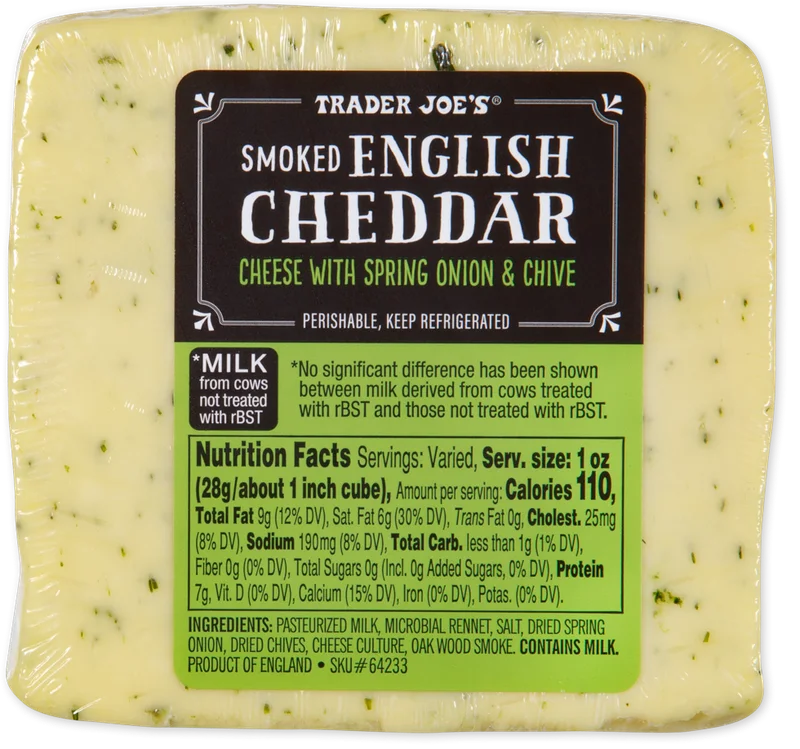 TRADER JOE'S®
SMOKED ENGLISH
CHEDDAR
CHEESE WITH SPRING ONION & CHIVE
PERISHABLE, KEEP REFRIGERATED
*MILK
from cows
not treated
with rBST
*No significant difference has been shown
between milk derived from cows treated
with rBST and those not treated with rBST.
Nutrition Facts Servings: Varied, Serv. size: 1 oz
(28g/about 1 inch cube), Amount per serving: Calories 110,
Total Fat 9g (12% DV), Sat. Fat 6g (30% DV), Trans Fat 0g, Cholest. 25mg
(8% DV), Sodium 190mg (8% DV), Total Carb. less than 1g (1% DV),
Fiber 0g (0% DV), Total Sugars 0g (Incl. 0g Added Sugars, 0% DV), Protein
7g, Vit. D (0% DV), Calcium (15% DV), Iron (0% DV), Potas. (0% DV).
INGREDIENTS: PASTEURIZED MILK, MICROBIAL RENNET, SALT, DRIED SPRING
ONION, DRIED CHIVES, CHEESE CULTURE, OAK WOOD SMOKE. CONTAINS MILK.
PRODUCT OF ENGLAND • SKU# 64233